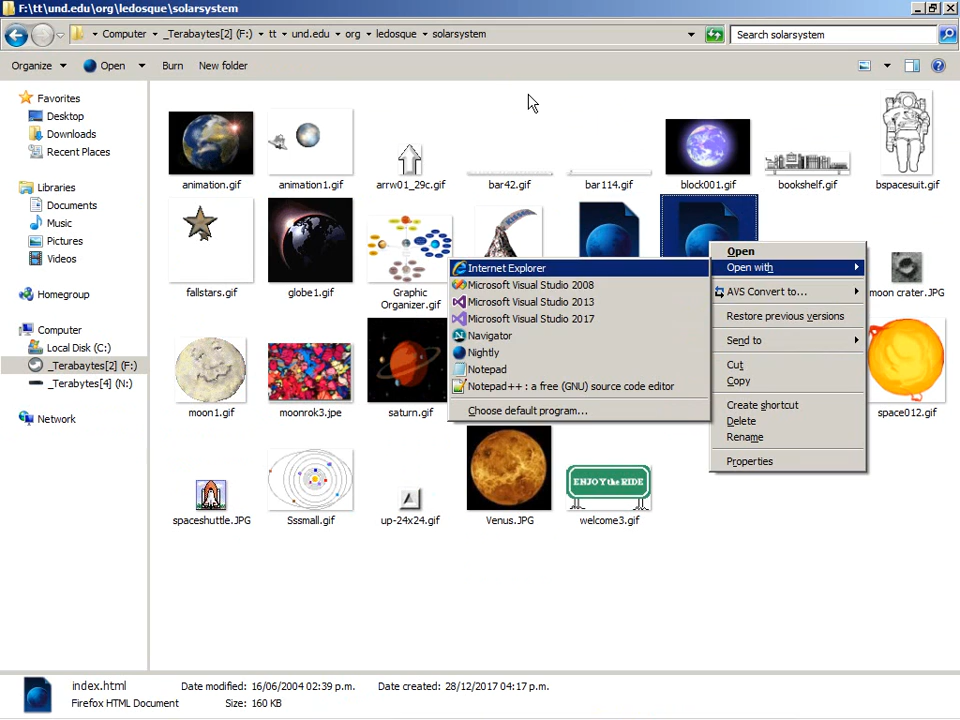 F:\tt\und.edu\org\ledosque\solarsystem
Computer _Terabaytes[2] (F:) tt und.edu org ledosque solarsystem
Search solarsystem
Organize Open Burn New folder
Favorites
Desktop
Downloads
Recent Places
Libraries
Documents
Music
Pictures
Videos
Homegroup
Computer
Local Disk (C:)
_Terabaytes[2] (F:)
_Terabytes[4] (N:)
Network
animation.gif animation1.gif arrw01_29c.gif bar42.gif bar114.gif block001.gif bookshelf.gif bspacesuit.gif
fallstars.gif globe1.gif Graphic Organizer.gif moon crater.JPG
moon1.gif moonrok3.jpe saturn.gif space012.gif
spaceshuttle.JPG Sssmall.gif up-24x24.gif Venus.JPG welcome3.gif
ENJOY the RIDE
Open
Open with
AVS Convert to...
Restore previous versions
Send to
Cut
Copy
Create shortcut
Delete
Rename
Properties
Internet Explorer
Microsoft Visual Studio 2008
Microsoft Visual Studio 2013
Microsoft Visual Studio 2017
Navigator
Nightly
Notepad
Notepad++ : a free (GNU) source code editor
Choose default program...
index.html Date modified: 16/06/2004 02:39 p.m. Date created: 28/12/2017 04:17 p.m.
Firefox HTML Document Size: 160 KB